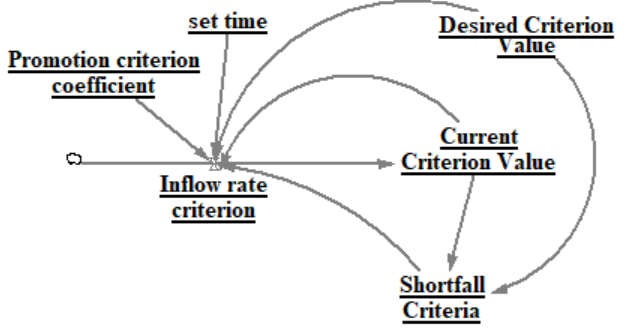 set time
Desired Criterion
Value
Promotion criterion
coefficient
Current
Criterion Value
Inflow rate
criterion
Shortfall
Criteria